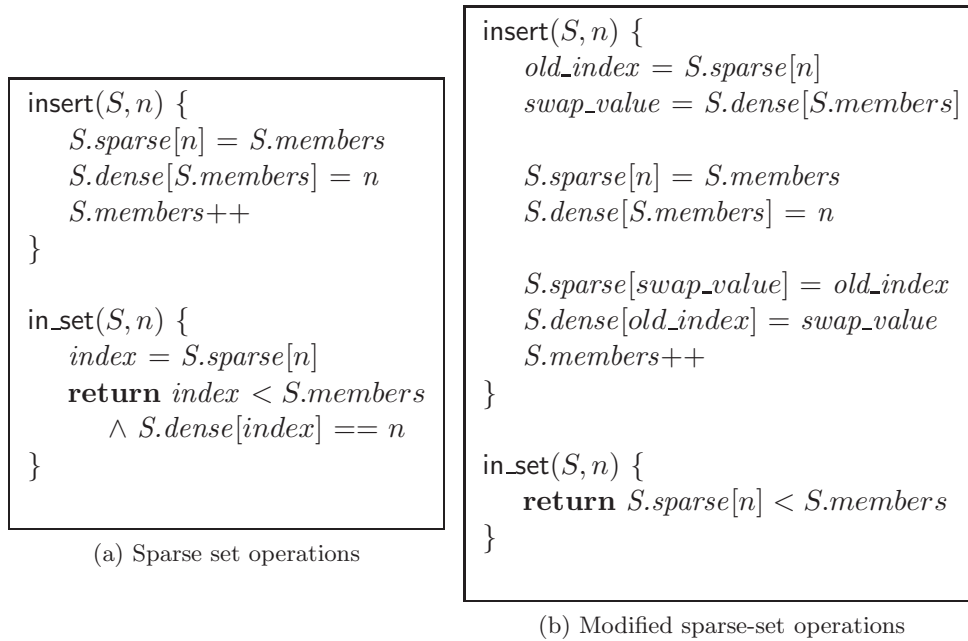 insert(S, n) {
S.sparse[n] = S.members
S.dense[S.members] = n
S.members++
}
in_set(S, n) {
index = S.sparse[n]
return index < S.members
∧ S.dense[index] == n
}
(a) Sparse set operations
insert(S, n) {
old_index = S.sparse[n]
swap_value = S.dense[S.members]
S.sparse[n] = S.members
S.dense[S.members] = n
S.sparse[swap_value] = old_index
S.dense[old_index] = swap_value
S.members++
}
in_set(S, n) {
return S.sparse[n] < S.members
}
(b) Modified sparse-set operations